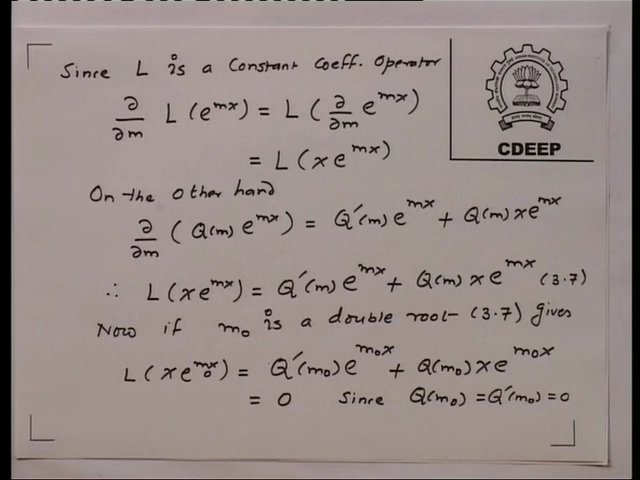 Since L is a Constant Coeff. Operator
∂/∂m L(e^{mx}) = L(∂/∂m e^{mx})
= L(xe^{mx})
CDEEP
On the other hand
∂/∂m (Q(m) e^{mx}) = Q'(m)e^{mx} + Q(m)xe^{mx}
∴ L(xe^{mx}) = Q'(m)e^{mx} + Q(m)xe^{mx} (3.7)
Now if m₀ is a double root (3.7) gives
L(xe^{m₀x}) = Q'(m₀)e^{m₀x} + Q(m₀)xe^{m₀x}
= 0 Since Q(m₀) = Q'(m₀) = 0